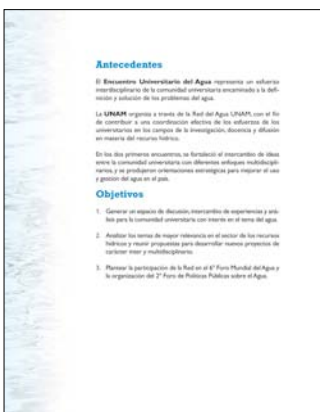 Antecedentes
El Encuentro Universitario del Agua representa un esfuerzo
interdisciplinario de la comunidad universitaria encaminado a la defi-
nición y solución de los problemas del agua.
La UNAM organiza a través de la Red del Agua UNAM, con el fin
de contribuir a una coordinación efectiva de los esfuerzos de los
universitarios en los campos de la investigación, docencia y difusión
en materia del recurso hídrico.
En los dos primeros encuentros, se fortaleció el intercambio de ideas
entre la comunidad universitaria con diferentes enfoques multidiscipli-
narios, y se produjeron orientaciones estratégicas para mejorar el uso
y gestión del agua en el país.
Objetivos
1. Generar un espacio de discusión, intercambio de experiencias y aná-
lisis para la comunidad universitaria con interés en el tema del agua.
2. Analizar los temas de mayor relevancia en el sector de los recursos
hídricos y reunir propuestas para desarrollar nuevos proyectos de
carácter inter y multidisciplinario.
3. Plantear la participación de la Red en el 6º Foro Mundial del Agua y
la organización del 2º Foro de Políticas Públicas sobre el Agua.